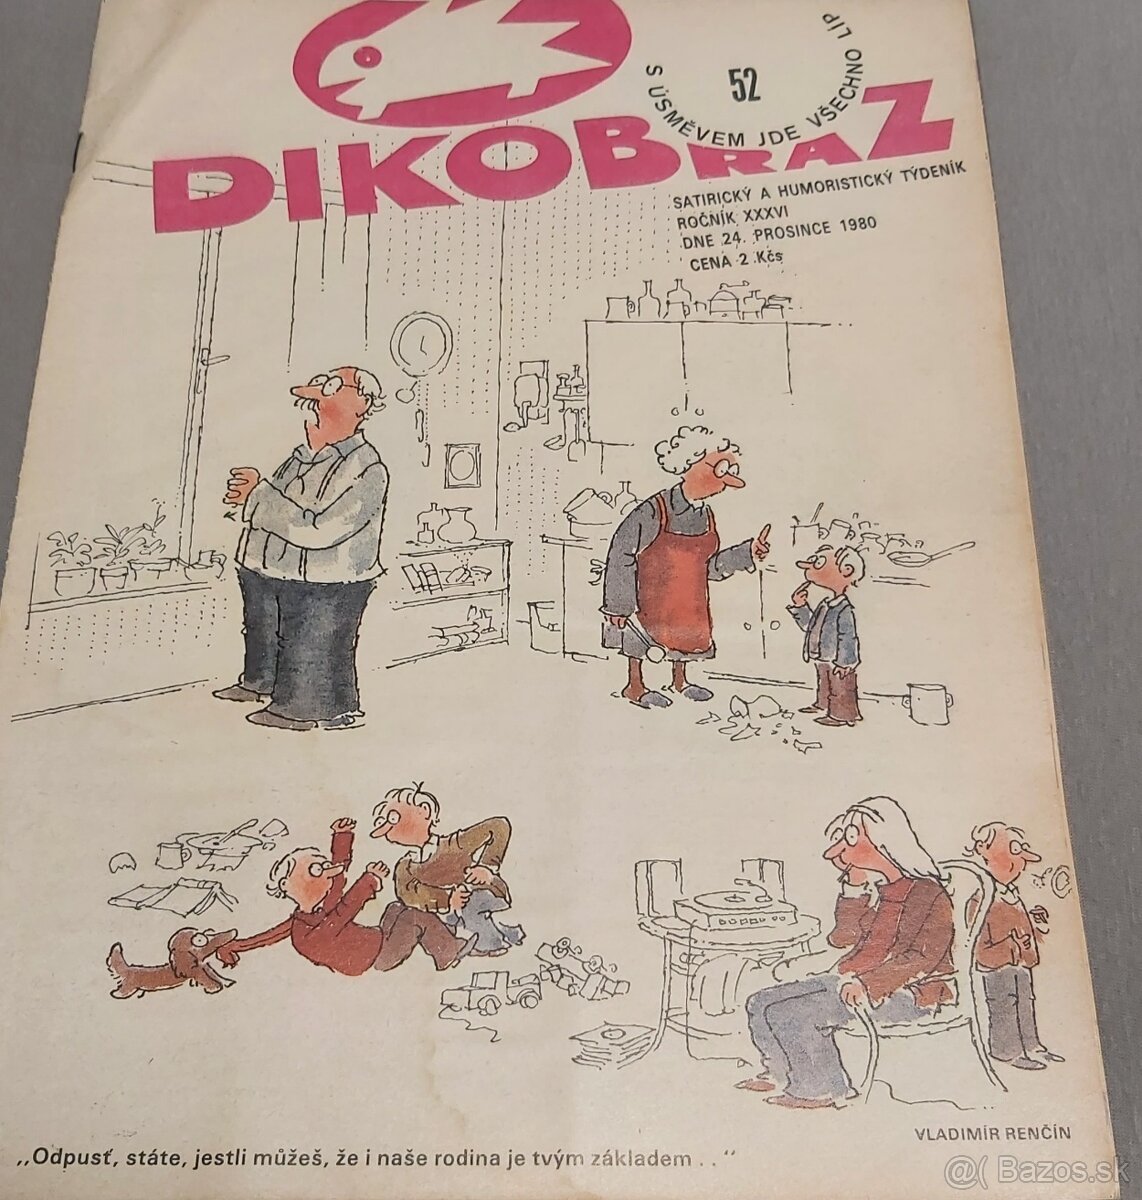 S ÚSMĚVEM JDE VŠECHNO LÍP
52
DIKOBRAZ
SATIRICKÝ A HUMORISTICKÝ TÝDENÍK
ROČNÍK XXXVI
DNE 24. PROSINCE 1980
CENA 2 Kčs
VLADIMÍR RENČÍN
,,Odpusť, státe, jestli můžeš, že i naše rodina je tvým základem . . "
@( Bazos.sk